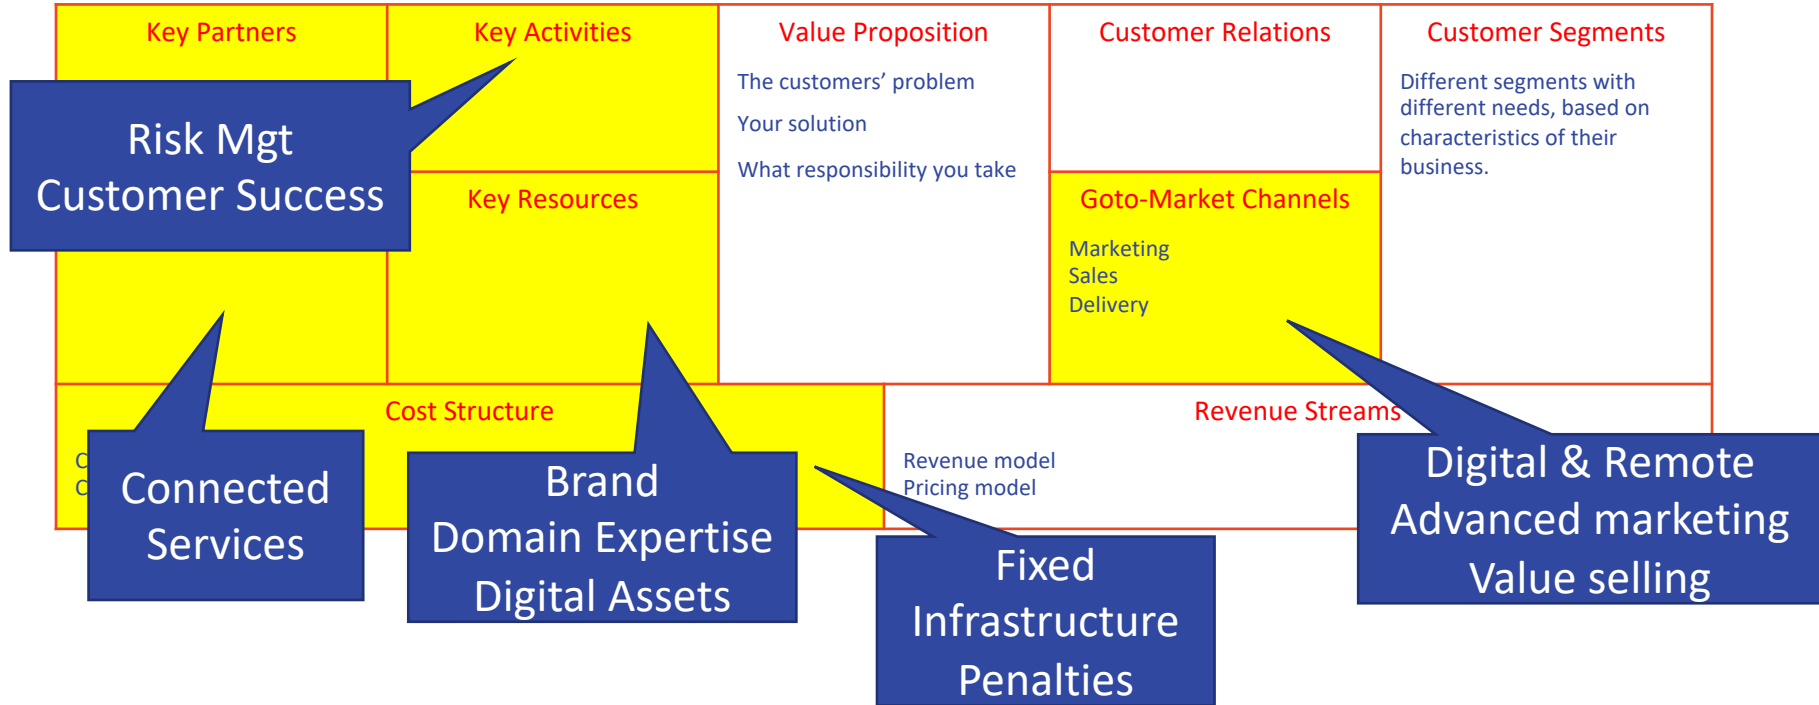 Key Partners
Key Activities
Value Proposition
Customer Relations
Customer Segments
The customers’ problem
Your solution
What responsibility you take
Different segments with
different needs, based on
characteristics of their
business.
Risk Mgt
Customer Success
Key Resources
Goto-Market Channels
Marketing
Sales
Delivery
Cost Structure
Revenue Streams
Revenue model
Pricing model
Connected
Services
Brand
Domain Expertise
Digital Assets
Fixed
Infrastructure
Penalties
Digital & Remote
Advanced marketing
Value selling